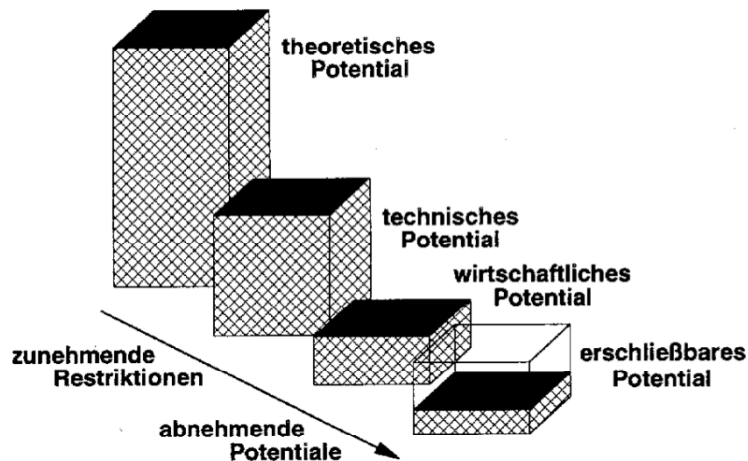 theoretisches
Potential
technisches
Potential
wirtschaftliches
Potential
erschließbares
Potential
zunehmende
Restriktionen
abnehmende
Potentiale